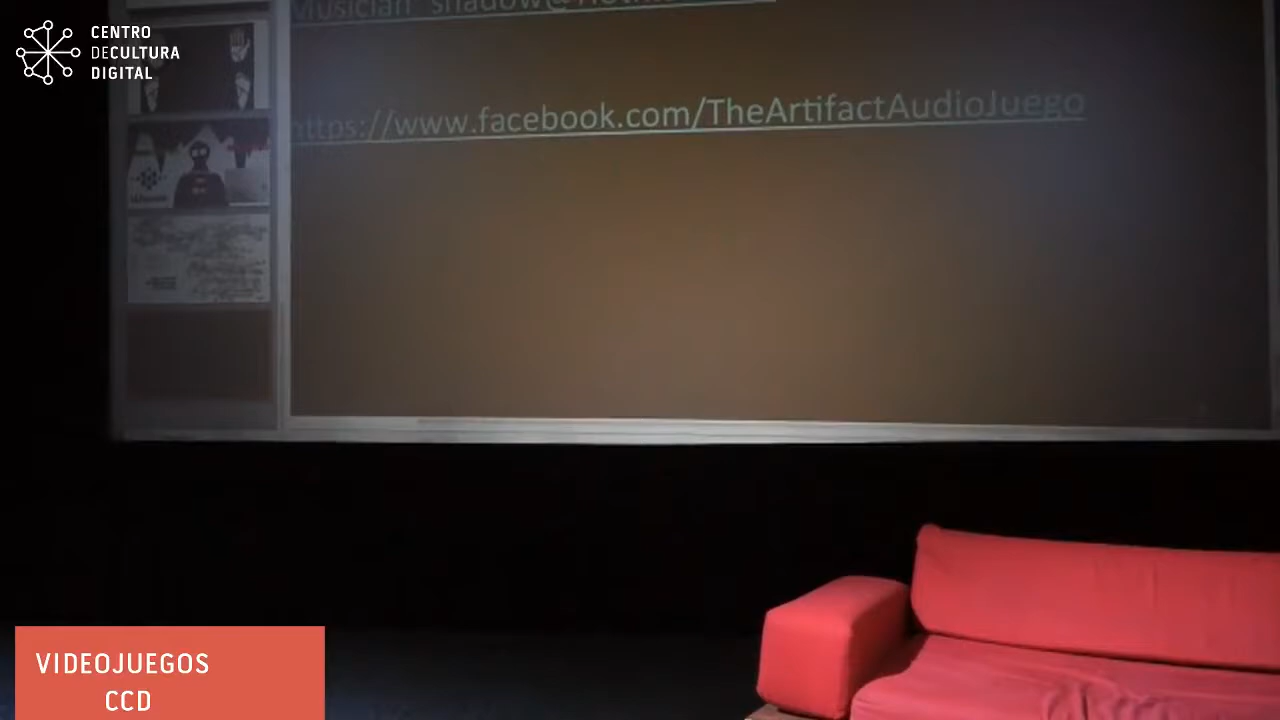 CENTRO
DECULTURA
DIGITAL
https://www.facebook.com/TheArtifactAudioJuego
VIDEOJUEGOS
CCD